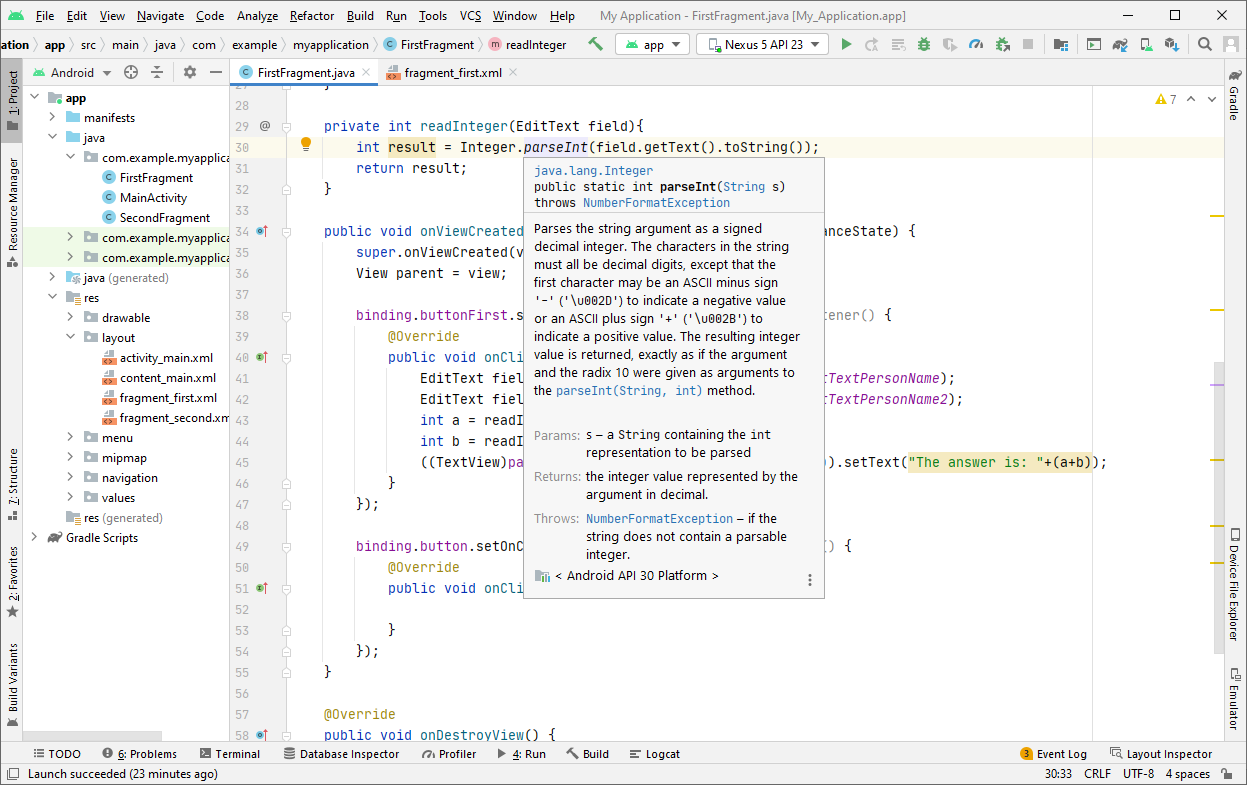 File Edit View Navigate Code Analyze Refactor Build Run Tools VCS Window Help My Application - FirstFragment.java [My_Application.app]
ation app src main java com example myapplication FirstFragment readInteger app Nexus 5 API 23
Android FirstFragment.java fragment_first.xml
1: Project
Resource Manager
7: Structure
2: Favorites
Build Variants
app
manifests
java
com.example.myapplica
FirstFragment
MainActivity
SecondFragment
com.example.myapplica
com.example.myapplica
java (generated)
res
drawable
layout
activity_main.xml
content_main.xml
fragment_first.xml
fragment_second.xm
menu
mipmap
navigation
values
res (generated)
Gradle Scripts
7
27 }
28
29 @ private int readInteger(EditText field){
30 int result = Integer.parseInt(field.getText().toString());
31 return result;
32 }
33
34 public void onViewCreated anceState) {
35 super.onViewCreated(v
36 View parent = view;
37
38 binding.buttonFirst.s tener() {
39 @Override
40 public void onCli
41 EditText fiel tTextPersonName);
42 EditText fiel tTextPersonName2);
43 int a = readI
44 int b = readI
45 ((TextView)pa )).setText("The answer is: "+(a+b));
46 }
47 });
48
49 binding.button.setOnC () {
50 @Override
51 public void onCli
52
53 }
54 });
55 }
56
57 @Override
58 public void onDestroyView() {
java.lang.Integer
public static int parseInt(String s)
throws NumberFormatException
Parses the string argument as a signed
decimal integer. The characters in the string
must all be decimal digits, except that the
first character may be an ASCII minus sign
'-' ('\u002D') to indicate a negative value
or an ASCII plus sign '+' ('\u002B') to
indicate a positive value. The resulting integer
value is returned, exactly as if the argument
and the radix 10 were given as arguments to
the parseInt(String, int) method.
Params: s – a String containing the int
representation to be parsed
Returns: the integer value represented by the
argument in decimal.
Throws: NumberFormatException – if the
string does not contain a parsable
integer.
< Android API 30 Platform >
Gradle
Device File Explorer
Emulator
TODO 6: Problems Terminal Database Inspector Profiler 4: Run Build Logcat 3 Event Log Layout Inspector
Launch succeeded (23 minutes ago) 30:33 CRLF UTF-8 4 spaces